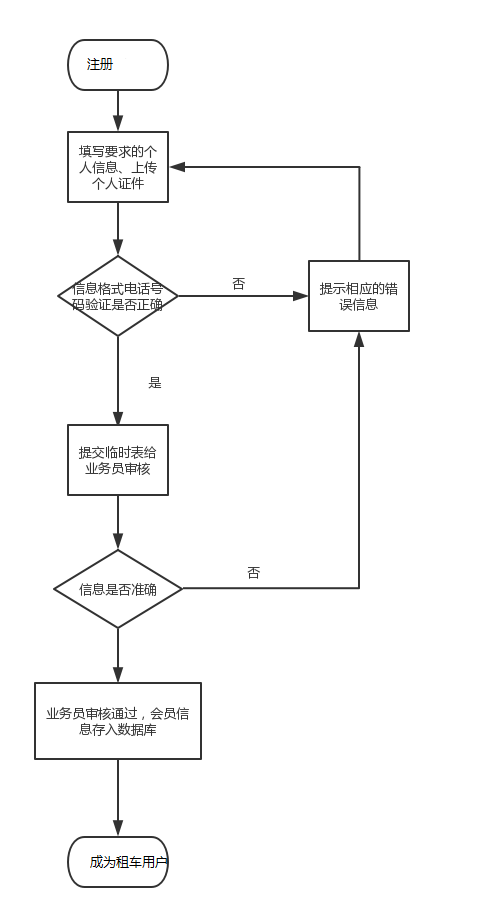 注册
填写要求的个
人信息、上传
个人证件
信息格式电话号
码验证是否正确
否
提示相应的错
误信息
是
提交临时表给
业务员审核
否
信息是否准确
业务员审核通过，会员信
息存入数据库
成为租车用户